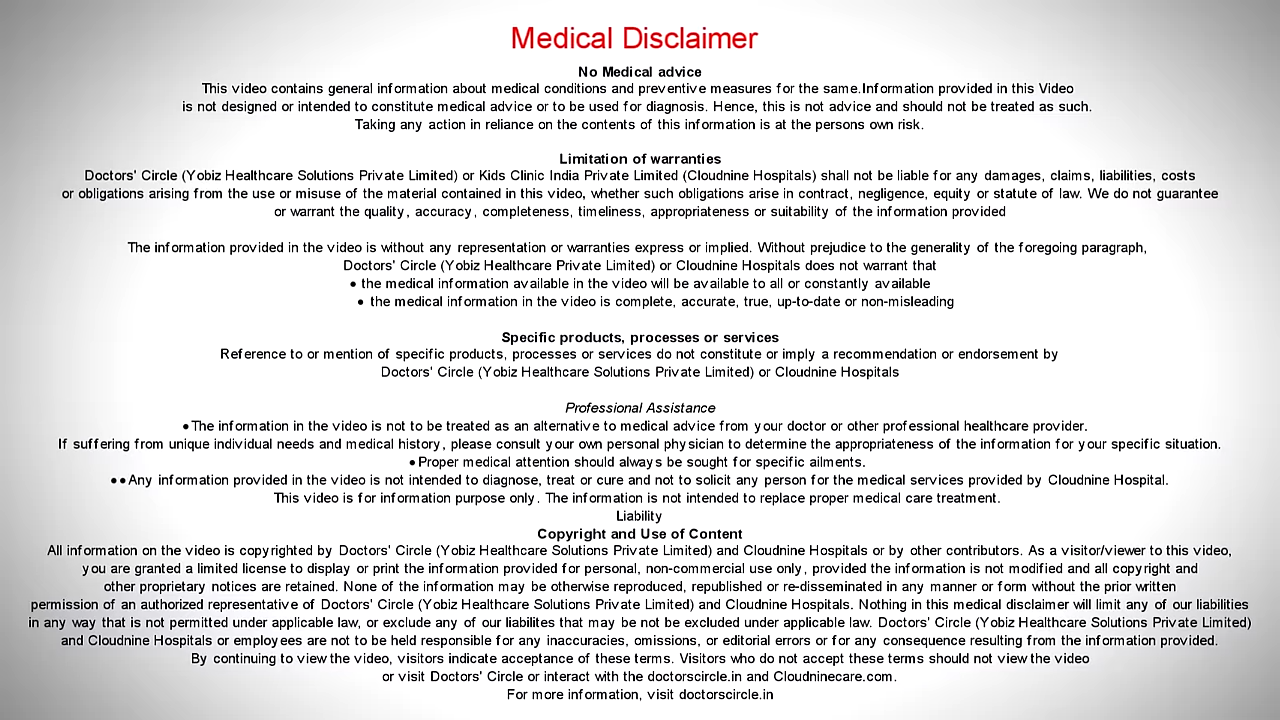 Medical Disclaimer
No Medical advice
This video contains general information about medical conditions and preventive measures for the same.Information provided in this Video
is not designed or intended to constitute medical advice or to be used for diagnosis. Hence, this is not advice and should not be treated as such.
Taking any action in reliance on the contents of this information is at the persons own risk.
Limitation of warranties
Doctors' Circle (Yobiz Healthcare Solutions Private Limited) or Kids Clinic India Private Limited (Cloudnine Hospitals) shall not be liable for any damages, claims, liabilities, costs
or obligations arising from the use or misuse of the material contained in this video, whether such obligations arise in contract, negligence, equity or statute of law. We do not guarantee
or warrant the quality, accuracy, completeness, timeliness, appropriateness or suitability of the information provided
The information provided in the video is without any representation or warranties express or implied. Without prejudice to the generality of the foregoing paragraph,
Doctors' Circle (Yobiz Healthcare Private Limited) or Cloudnine Hospitals does not warrant that
• the medical information available in the video will be available to all or constantly available
• the medical information in the video is complete, accurate, true, up-to-date or non-misleading
Specific products, processes or services
Reference to or mention of specific products, processes or services do not constitute or imply a recommendation or endorsement by
Doctors' Circle (Yobiz Healthcare Solutions Private Limited) or Cloudnine Hospitals
Professional Assistance
•The information in the video is not to be treated as an alternative to medical advice from your doctor or other professional healthcare provider.
If suffering from unique individual needs and medical history, please consult your own personal physician to determine the appropriateness of the information for your specific situation.
•Proper medical attention should always be sought for specific ailments.
••Any information provided in the video is not intended to diagnose, treat or cure and not to solicit any person for the medical services provided by Cloudnine Hospital.
This video is for information purpose only. The information is not intended to replace proper medical care treatment.
Liability
Copyright and Use of Content
All information on the video is copyrighted by Doctors' Circle (Yobiz Healthcare Solutions Private Limited) and Cloudnine Hospitals or by other contributors. As a visitor/viewer to this video,
you are granted a limited license to display or print the information provided for personal, non-commercial use only, provided the information is not modified and all copyright and
other proprietary notices are retained. None of the information may be otherwise reproduced, republished or re-disseminated in any manner or form without the prior written
permission of an authorized representative of Doctors' Circle (Yobiz Healthcare Solutions Private Limited) and Cloudnine Hospitals. Nothing in this medical disclaimer will limit any of our liabilities
in any way that is not permitted under applicable law, or exclude any of our liabilites that may be not be excluded under applicable law. Doctors' Circle (Yobiz Healthcare Solutions Private Limited)
and Cloudnine Hospitals or employees are not to be held responsible for any inaccuracies, omissions, or editorial errors or for any consequence resulting from the information provided.
By continuing to view the video, visitors indicate acceptance of these terms. Visitors who do not accept these terms should not view the video
or visit Doctors' Circle or interact with the doctorscircle.in and Cloudninecare.com.
For more information, visit doctorscircle.in